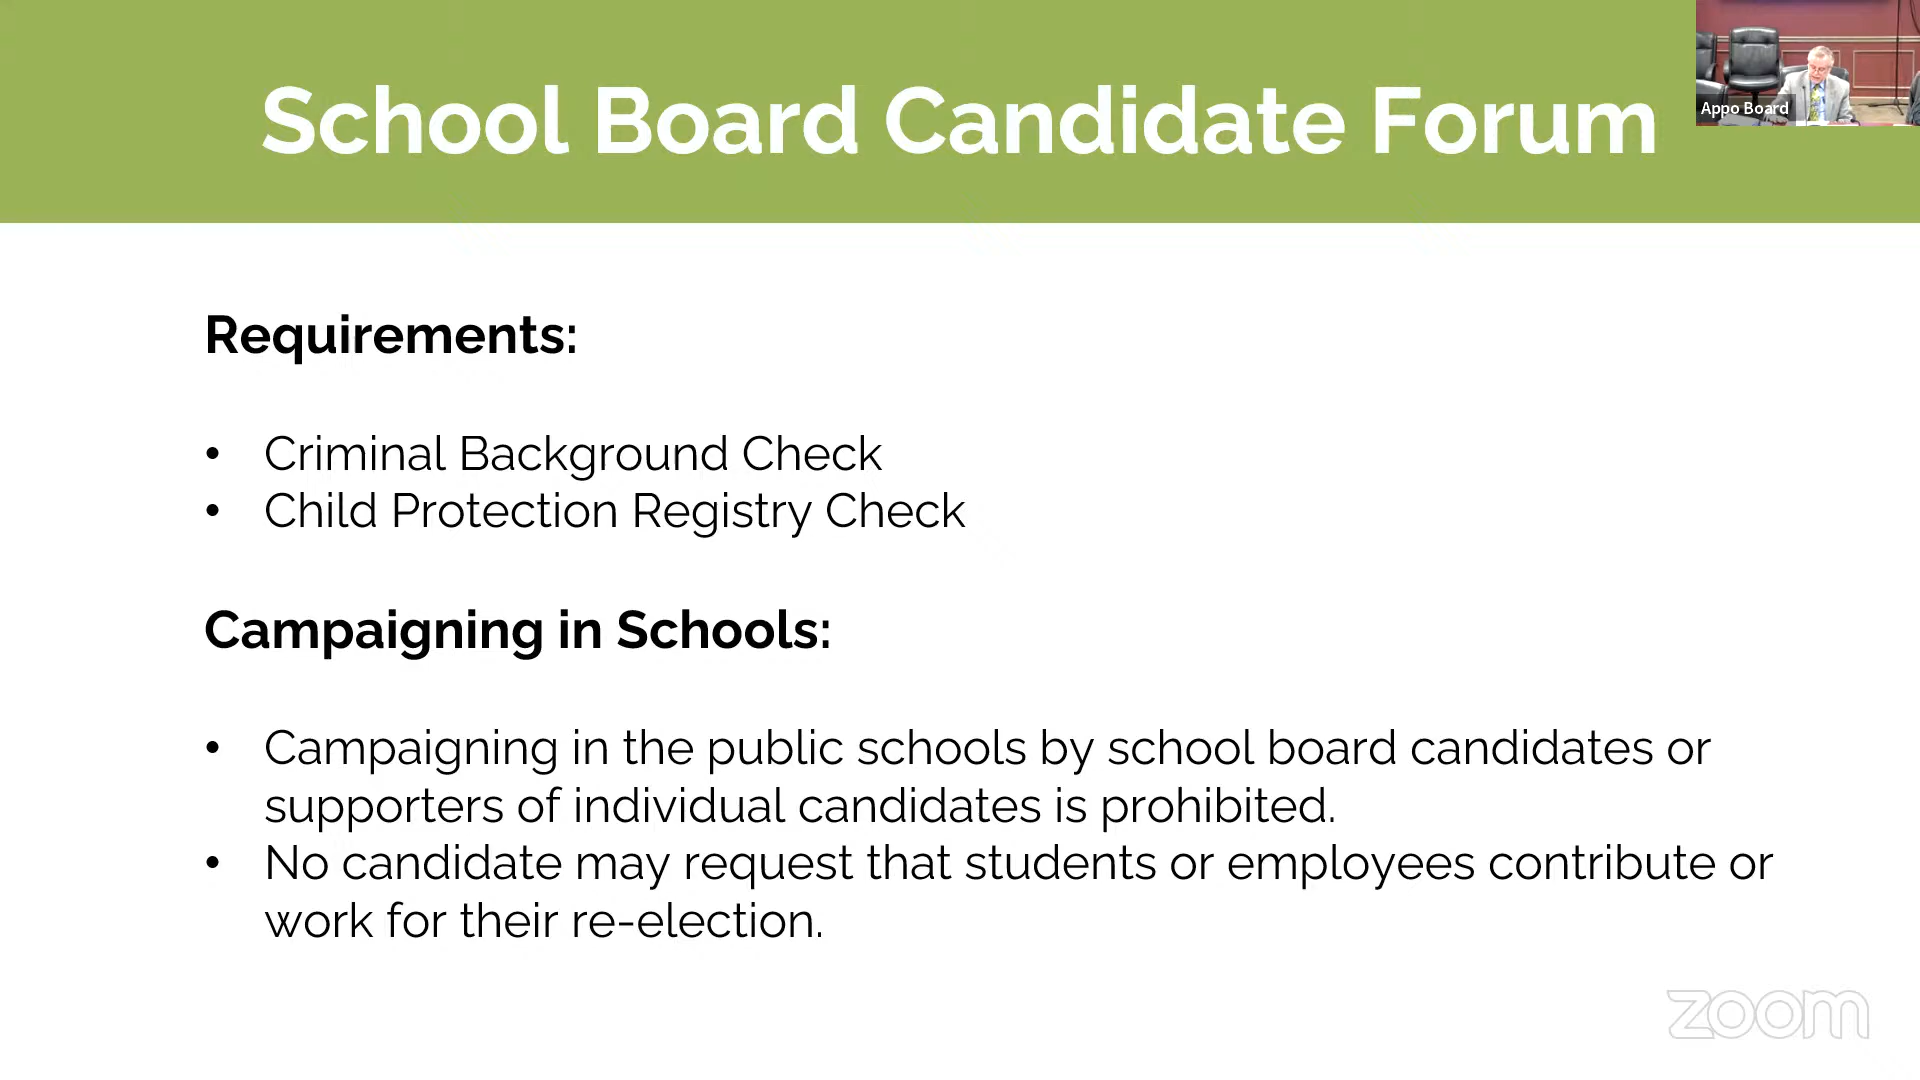 School Board Candidate Forum
Appo Board
Requirements:
• Criminal Background Check
• Child Protection Registry Check
Campaigning in Schools:
• Campaigning in the public schools by school board candidates or
supporters of individual candidates is prohibited.
• No candidate may request that students or employees contribute or
work for their re-election.
zoom